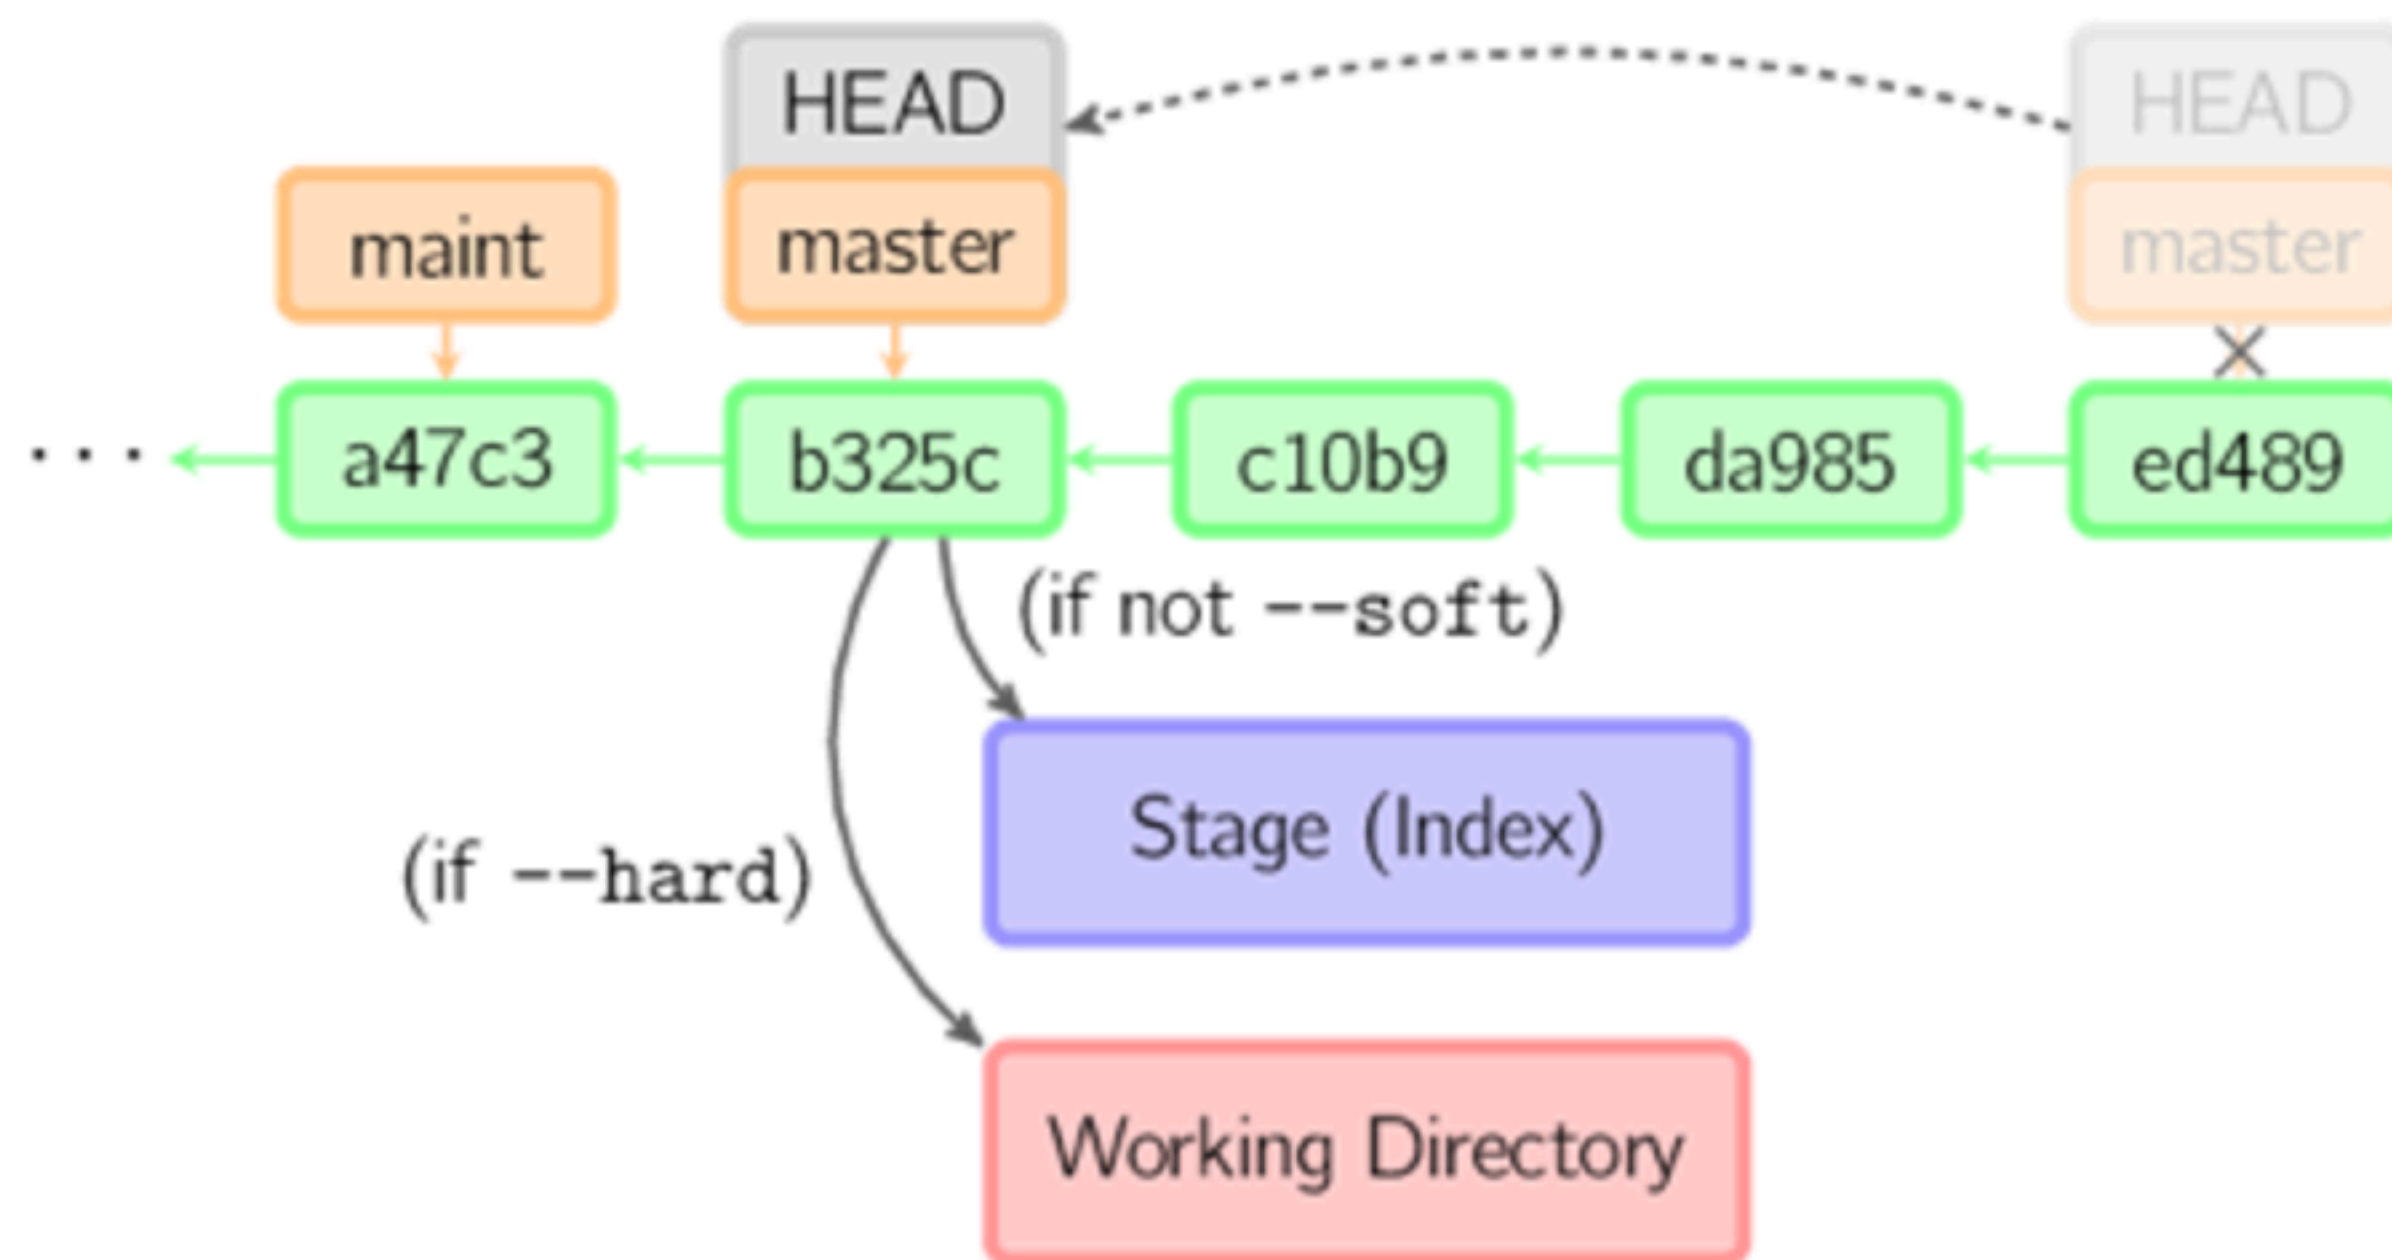 HEAD
HEAD
maint
master
master
... a47c3 b325c c10b9 da985 ed489
(if not --soft)
Stage (Index)
(if --hard)
Working Directory